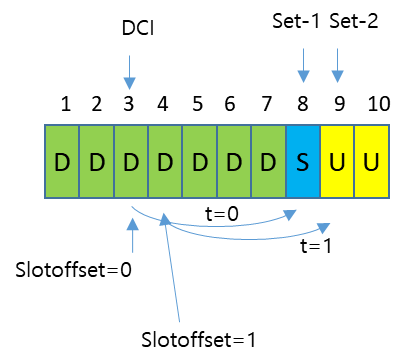 DCI
Set-1 Set-2
1 2 3 4 5 6 7 8 9 10
D D D D D D D S U U
t=0
t=1
Slotoffset=0
Slotoffset=1